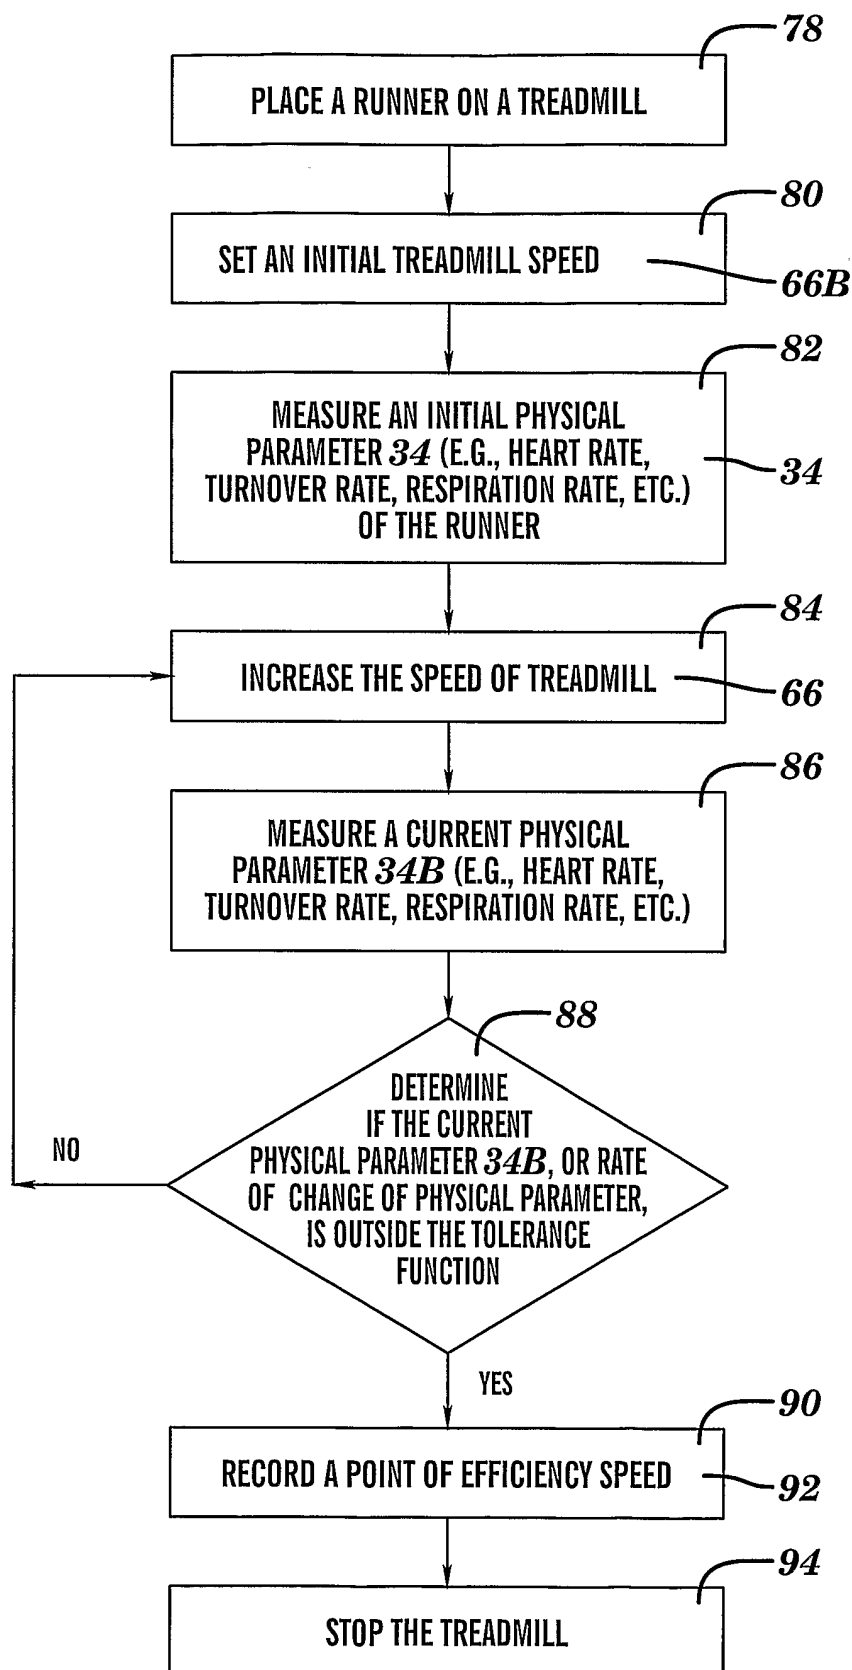 78
PLACE A RUNNER ON A TREADMILL
80
SET AN INITIAL TREADMILL SPEED
66B
82
MEASURE AN INITIAL PHYSICAL
PARAMETER 34 (E.G., HEART RATE,
TURNOVER RATE, RESPIRATION RATE, ETC.)
OF THE RUNNER
34
84
INCREASE THE SPEED OF TREADMILL
66
86
MEASURE A CURRENT PHYSICAL
PARAMETER 34B (E.G., HEART RATE,
TURNOVER RATE, RESPIRATION RATE, ETC.)
88
DETERMINE
IF THE CURRENT
PHYSICAL PARAMETER 34B, OR RATE
OF CHANGE OF PHYSICAL PARAMETER,
IS OUTSIDE THE TOLERANCE
FUNCTION
NO
YES
90
RECORD A POINT OF EFFICIENCY SPEED
92
94
STOP THE TREADMILL